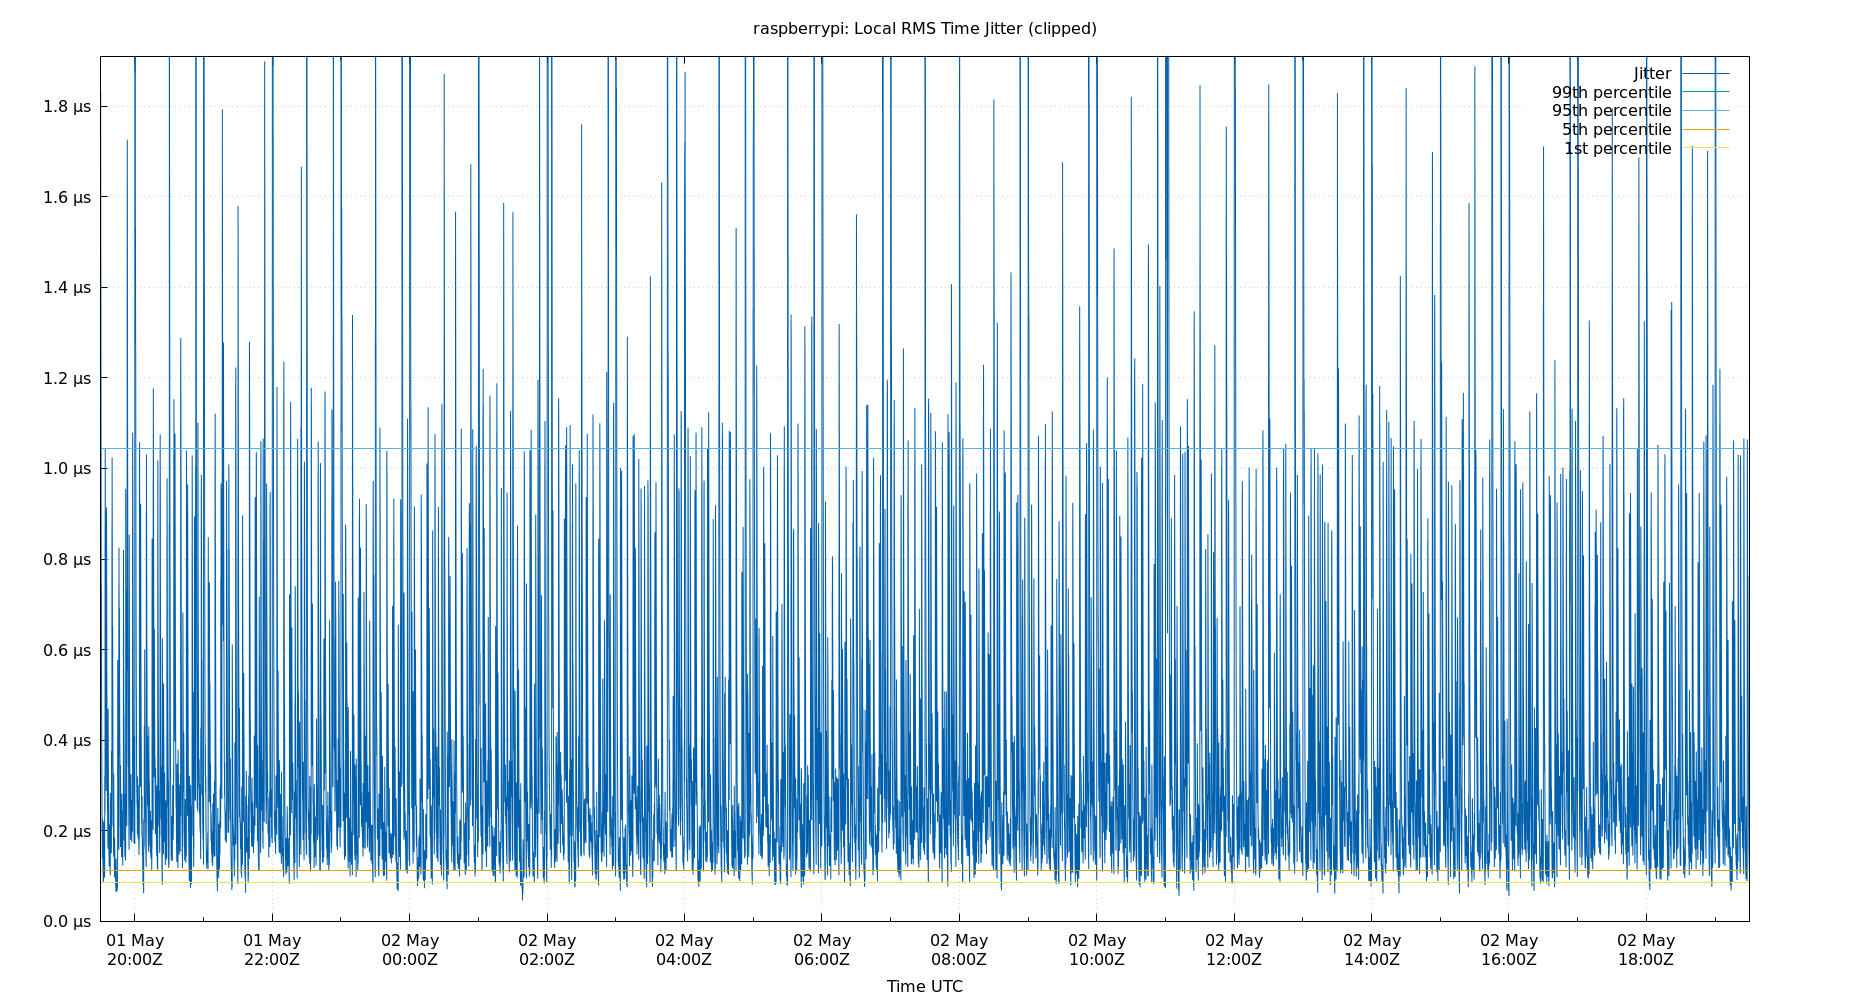 raspberrypi: Local RMS Time Jitter (clipped)
Jitter
99th percentile
95th percentile
5th percentile
1st percentile
1.8 µs
1.6 µs
1.4 µs
1.2 µs
1.0 µs
0.8 µs
0.6 µs
0.4 µs
0.2 µs
0.0 µs
01 May 01 May 02 May 02 May 02 May 02 May 02 May 02 May 02 May 02 May 02 May 02 May
20:00Z 22:00Z 00:00Z 02:00Z 04:00Z 06:00Z 08:00Z 10:00Z 12:00Z 14:00Z 16:00Z 18:00Z
Time UTC